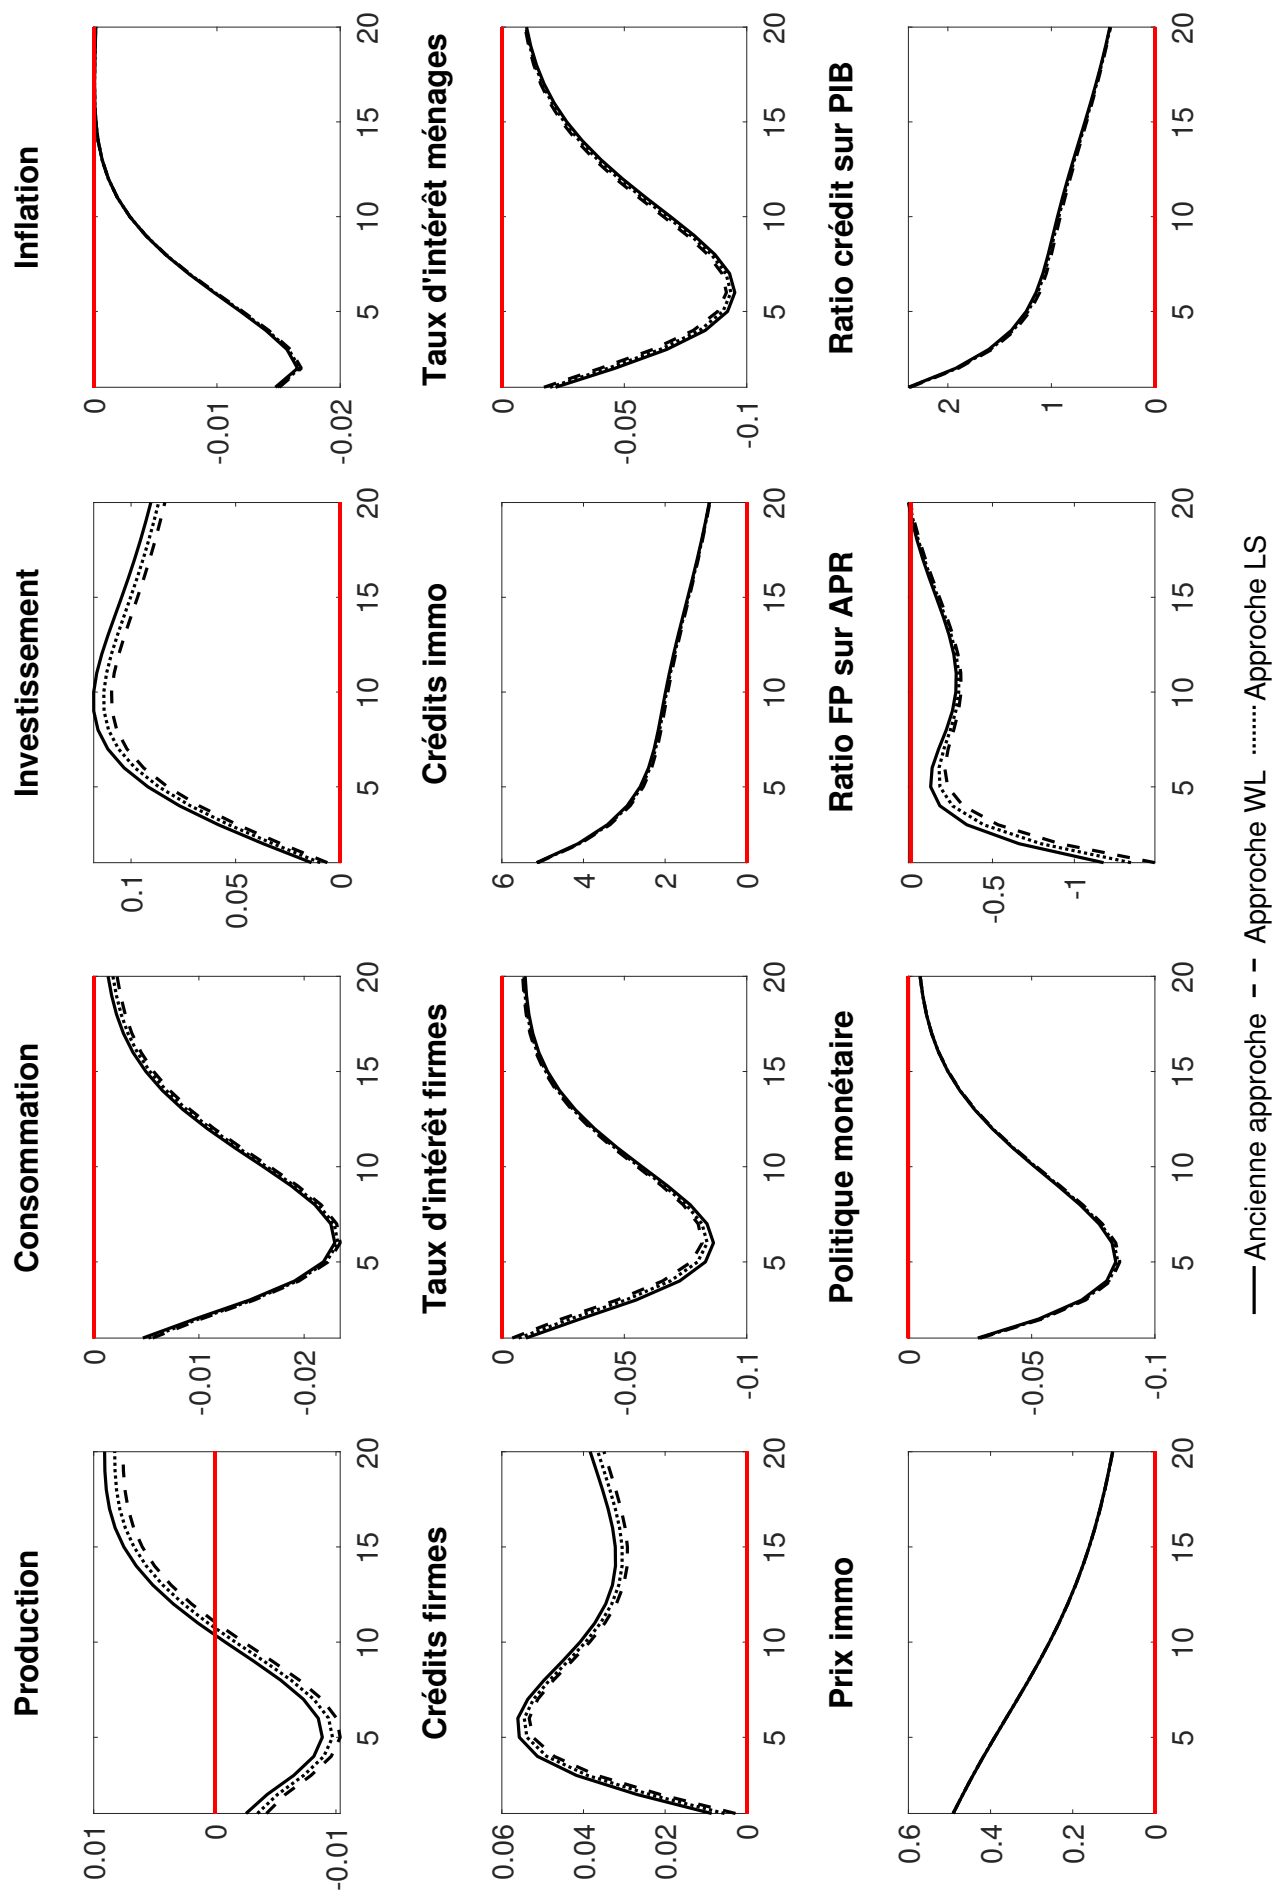 Production
0.01
0
-0.01
5 10 15 20
Consommation
0
-0.01
-0.02
5 10 15 20
Investissement
0.1
0.05
0
5 10 15 20
Inflation
0
-0.01
-0.02
5 10 15 20
Crédits firmes
0.06
0.04
0.02
0
5 10 15 20
Taux d'intérêt firmes
0
-0.05
-0.1
5 10 15 20
Crédits immo
6
4
2
0
5 10 15 20
Taux d'intérêt ménages
0
-0.05
-0.1
5 10 15 20
Prix immo
0.6
0.4
0.2
0
5 10 15 20
Politique monétaire
0
-0.05
-0.1
5 10 15 20
Ratio FP sur APR
0
-0.5
-1
5 10 15 20
Ratio crédit sur PIB
2
1
0
5 10 15 20
Ancienne approche Approche WL Approche LS